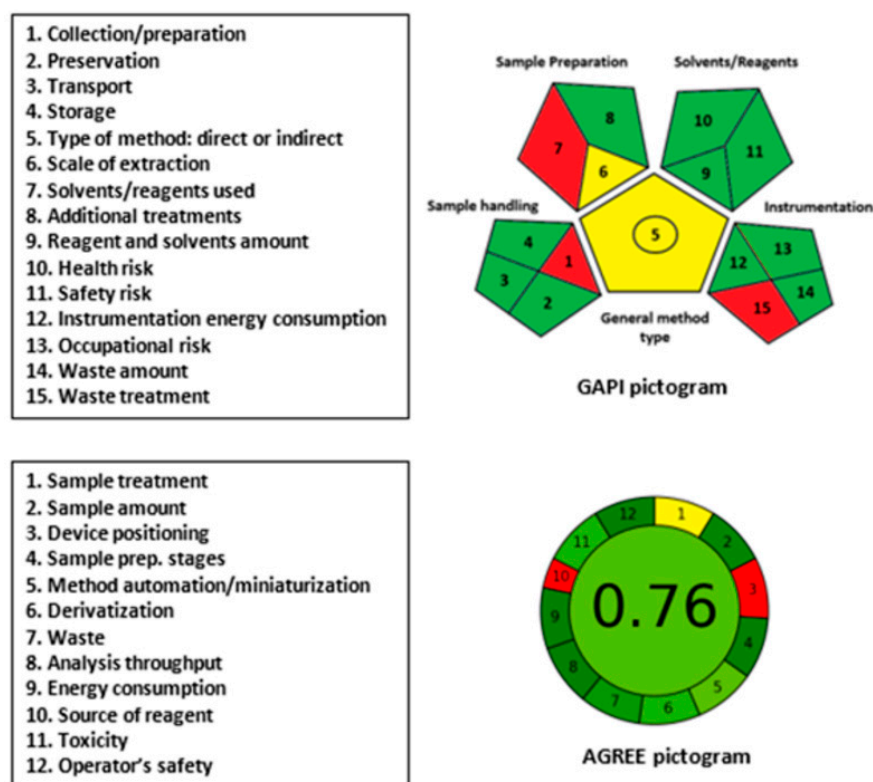 1. Collection/preparation
2. Preservation
3. Transport
4. Storage
5. Type of method: direct or indirect
6. Scale of extraction
7. Solvents/reagents used
8. Additional treatments
9. Reagent and solvents amount
10. Health risk
11. Safety risk
12. Instrumentation energy consumption
13. Occupational risk
14. Waste amount
15. Waste treatment
Sample Preparation
Solvents/Reagents
8
10
7
11
6
9
Sample handling
Instrumentation
4
5
13
1
12
3
2
14
15
General method
type
GAPI pictogram
1. Sample treatment
2. Sample amount
3. Device positioning
4. Sample prep. stages
5. Method automation/miniaturization
6. Derivatization
7. Waste
8. Analysis throughput
9. Energy consumption
10. Source of reagent
11. Toxicity
12. Operator's safety
12
1
11
2
10
3
0.76
9
4
8
5
7
6
AGREE pictogram